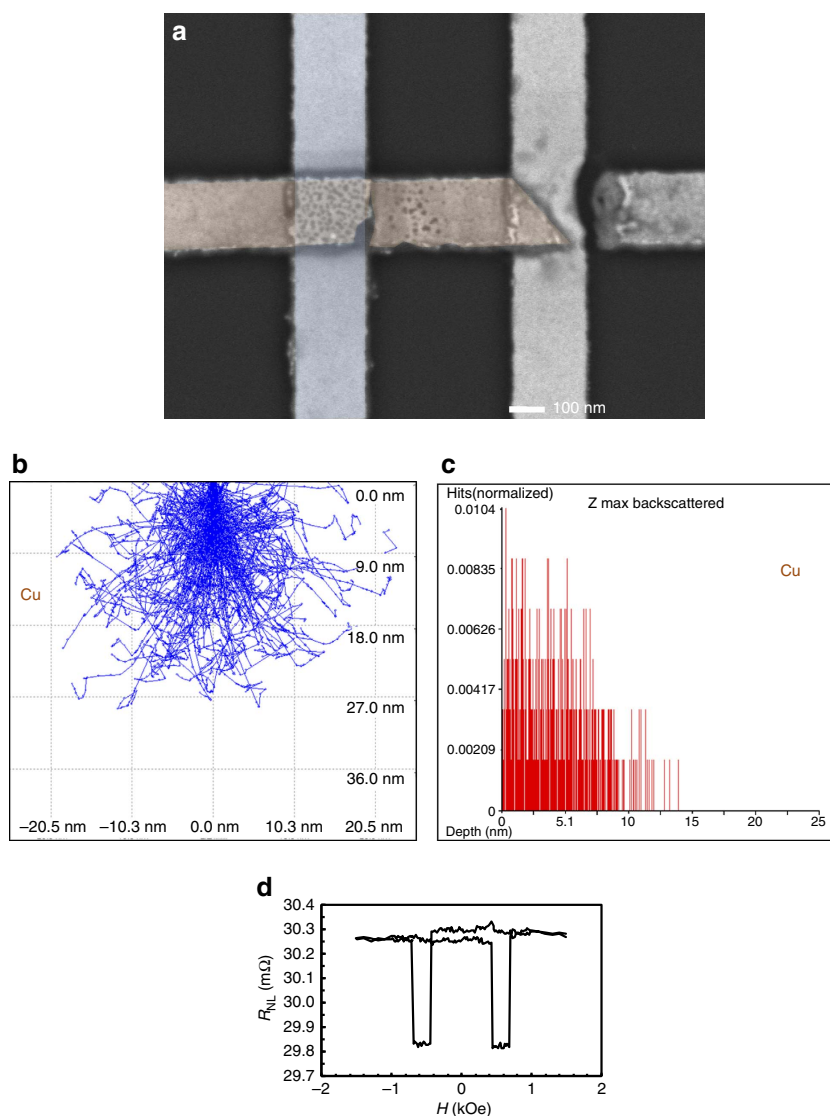 a
100 nm
b
0.0 nm
9.0 nm
Cu
18.0 nm
27.0 nm
36.0 nm
−20.5 nm −10.3 nm 0.0 nm 10.3 nm 20.5 nm
c
Hits(normalized)
Z max backscattered
0.0104
0.00835
Cu
0.00626
0.00417
0.00209
0
0 5.1 10 15 20 25
Depth (nm)
d
30.4
30.3
30.2
30.1
30.0
29.9
29.8
29.7
R_NL (mΩ)
−2 −1 0 1 2
H (kOe)